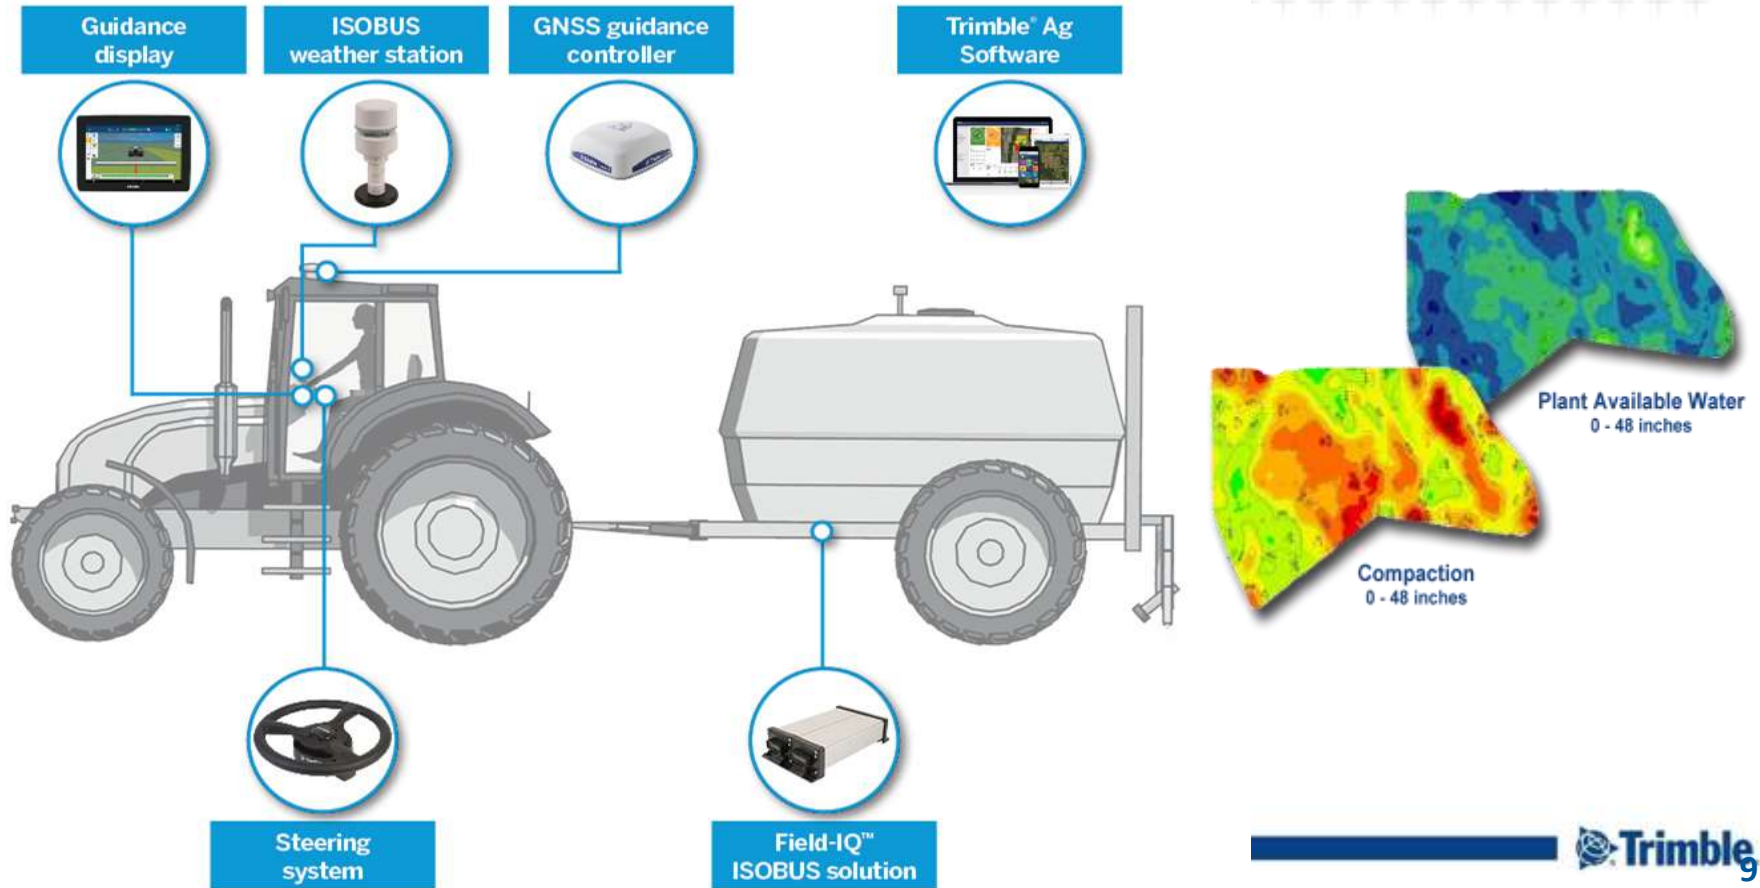 Guidance
display
ISOBUS
weather station
GNSS guidance
controller
Trimble® Ag
Software
Plant Available Water
0 - 48 inches
Compaction
0 - 48 inches
Steering
system
Field-IQ™
ISOBUS solution
Trimble
9